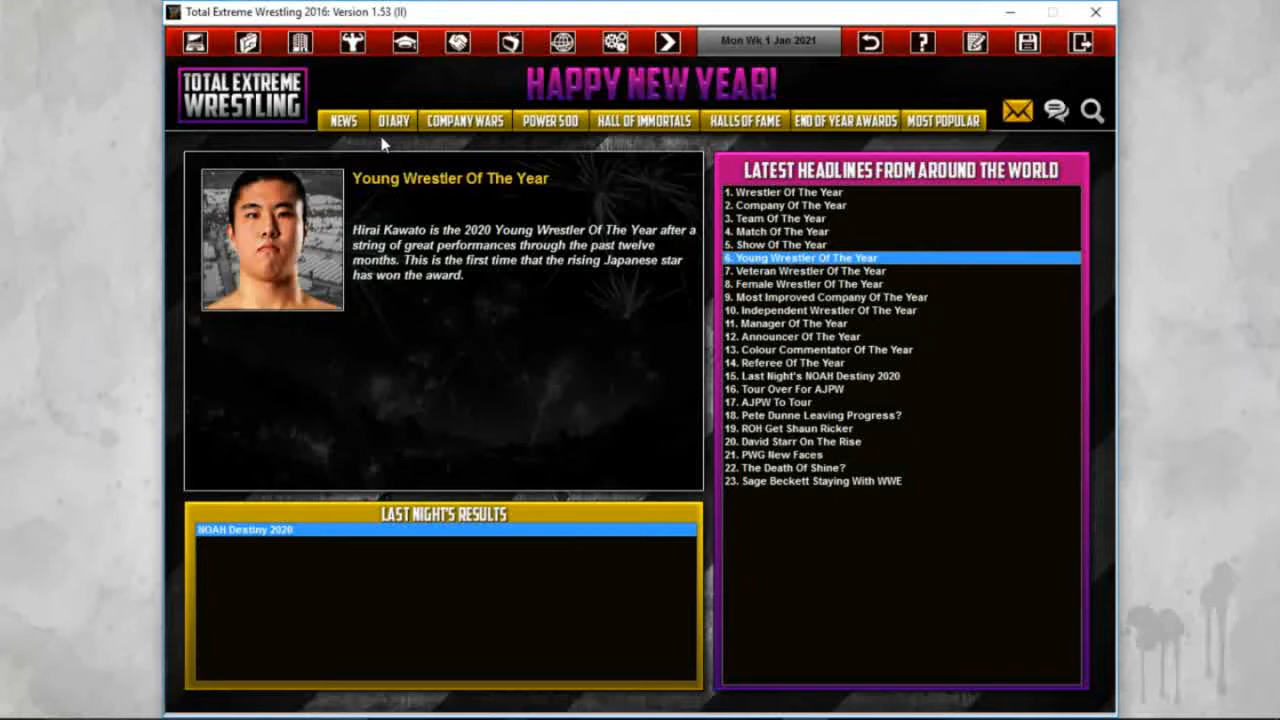 Total Extreme Wrestling 2016: Version 1.53 (II)
Mon Wk 1 Jan 2021
TOTAL EXTREME
WRESTLING
HAPPY NEW YEAR!
NEWS
DIARY
COMPANY WARS
POWER 500
HALL OF IMMORTALS
HALLS OF FAME
END OF YEAR AWARDS
MOST POPULAR
Young Wrestler Of The Year
Hirai Kawato is the 2020 Young Wrestler Of The Year after a
string of great performances through the past twelve
months. This is the first time that the rising Japanese star
has won the award.
LAST NIGHT'S RESULTS
NOAH Destiny 2020
LATEST HEADLINES FROM AROUND THE WORLD
1. Wrestler Of The Year
2. Company Of The Year
3. Team Of The Year
4. Match Of The Year
5. Show Of The Year
6. Young Wrestler Of The Year
7. Veteran Wrestler Of The Year
8. Female Wrestler Of The Year
9. Most Improved Company Of The Year
10. Independent Wrestler Of The Year
11. Manager Of The Year
12. Announcer Of The Year
13. Colour Commentator Of The Year
14. Referee Of The Year
15. Last Night's NOAH Destiny 2020
16. Tour Over For AJPW
17. AJPW To Tour
18. Pete Dunne Leaving Progress?
19. ROH Get Shaun Ricker
20. David Starr On The Rise
21. PWG New Faces
22. The Death Of Shine?
23. Sage Beckett Staying With WWE